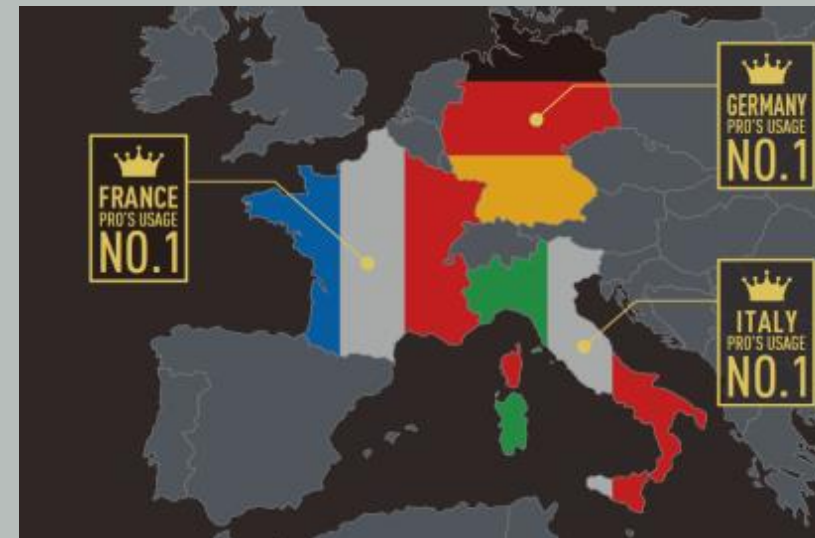 FRANCE
PRO'S USAGE
NO.1
GERMANY
PRO'S USAGE
NO.1
ITALY
PRO'S USAGE
NO.1